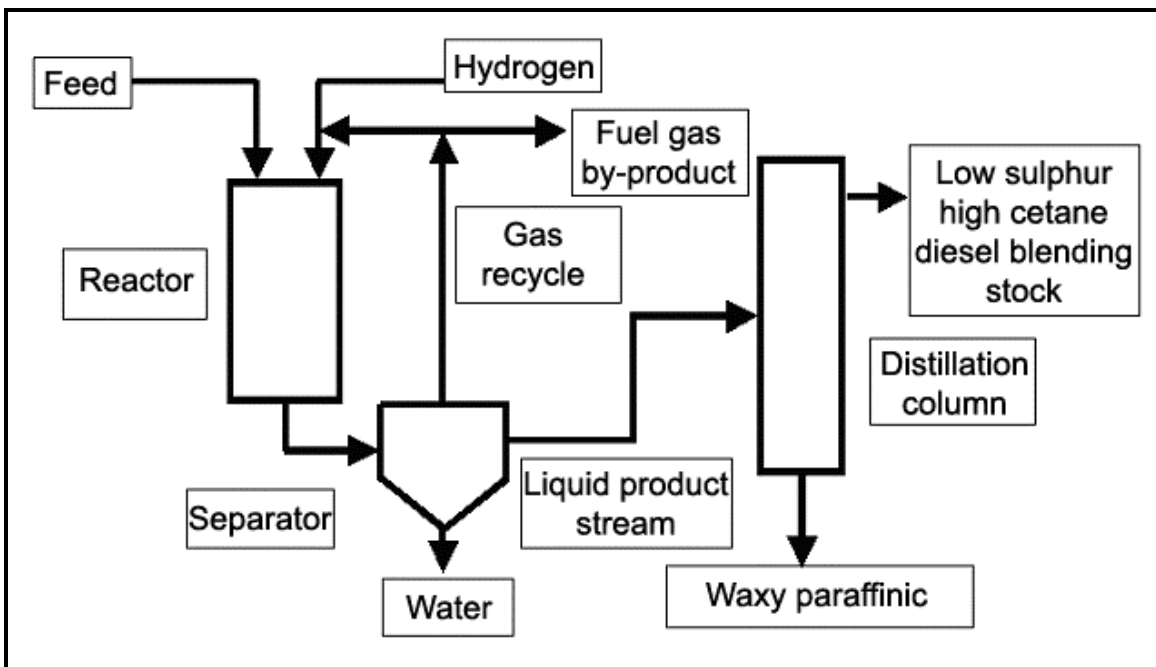 Feed
Hydrogen
Fuel gas
by-product
Low sulphur
high cetane
diesel blending
stock
Reactor
Gas
recycle
Distillation
column
Separator
Liquid product
stream
Water
Waxy paraffinic